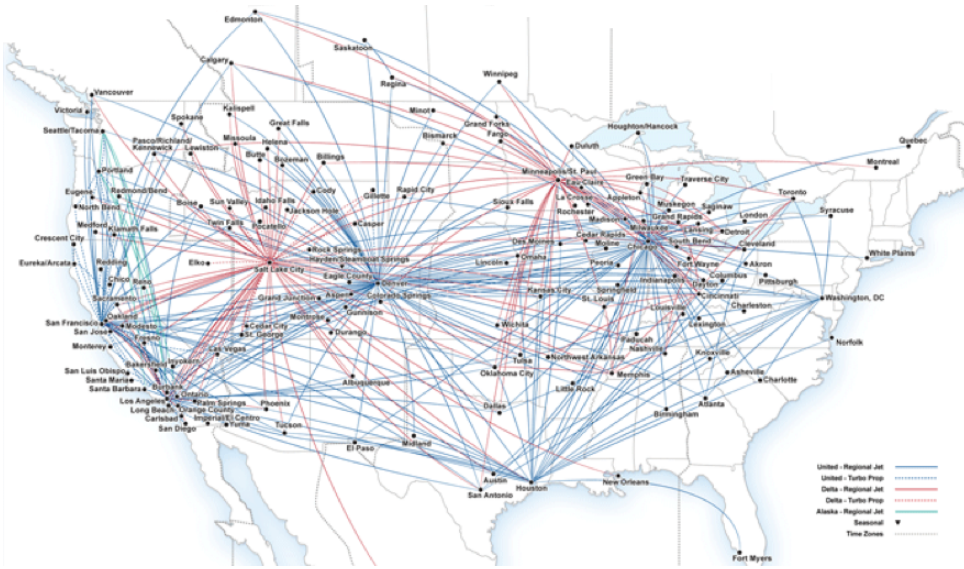 Edmonton
Saskatoon
Calgary
Regina
Winnipeg
Vancouver
Victoria
Seattle/Tacoma
Spokane
Kalispell
Great Falls
Minot
Grand Forks
Fargo
Bismarck
Houghton/Hancock
Quebec
Montreal
Pasco/Richland/
Kennewick
Lewiston
Missoula
Helena
Butte
Bozeman
Billings
Duluth
Minneapolis/St. Paul
Eau Claire
La Crosse
Rochester
Green Bay
Appleton
Traverse City
Toronto
Portland
Eugene
Redmond/Bend
North Bend
Medford
Klamath Falls
Boise
Sun Valley
Twin Falls
Idaho Falls
Pocatello
Jackson Hole
Cody
Gillette
Rapid City
Casper
Sioux Falls
Madison
Milwaukee
Chicago
Muskegon
Grand Rapids
Saginaw
Lansing
Detroit
London
Syracuse
Crescent City
Eureka/Arcata
Redding
Chico
Reno
Elko
Salt Lake City
Rock Springs
Hayden/Steamboat Springs
Eagle County
Denver
Colorado Springs
Aspen
Grand Junction
Gunnison
Montrose
Durango
Des Moines
Omaha
Lincoln
Cedar Rapids
Moline
Peoria
South Bend
Fort Wayne
Indianapolis
Dayton
Columbus
Cincinnati
Cleveland
Akron
Pittsburgh
White Plains
Washington, DC
Charleston
Norfolk
Sacramento
Oakland
San Francisco
Modesto
San Jose
Fresno
Monterey
Bakersfield
Inyokern
Las Vegas
Cedar City
St. George
Kansas City
Springfield
St. Louis
Louisville
Lexington
Wichita
Paducah
Nashville
Knoxville
Asheville
Charlotte
San Luis Obispo
Santa Maria
Santa Barbara
Burbank
Ontario
Los Angeles
Palm Springs
Long Beach
Orange County
Carlsbad
Imperial/El Centro
San Diego
Yuma
Phoenix
Tucson
Albuquerque
Tulsa
Oklahoma City
Northwest Arkansas
Little Rock
Memphis
Birmingham
Atlanta
Dallas
El Paso
Midland
Austin
San Antonio
Houston
New Orleans
Fort Myers
United - Regional Jet
United - Turbo Prop
Delta - Regional Jet
Delta - Turbo Prop
Alaska - Regional Jet
Seasonal
Time Zones